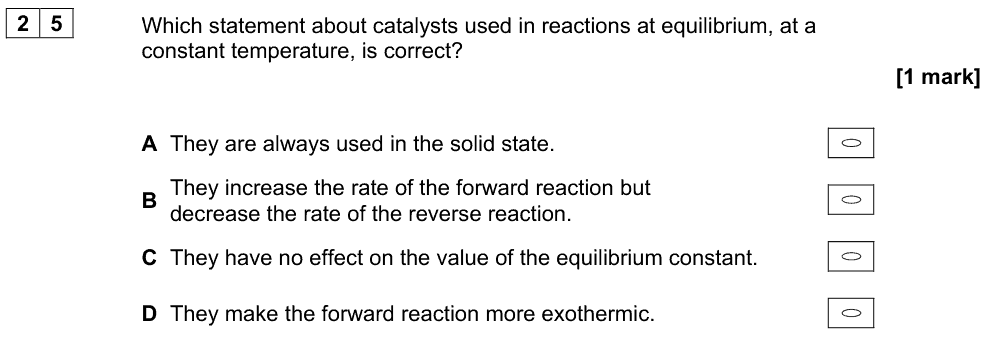 2 5 Which statement about catalysts used in reactions at equilibrium, at a
constant temperature, is correct?
[1 mark]
A They are always used in the solid state.
B They increase the rate of the forward reaction but
decrease the rate of the reverse reaction.
C They have no effect on the value of the equilibrium constant.
D They make the forward reaction more exothermic.